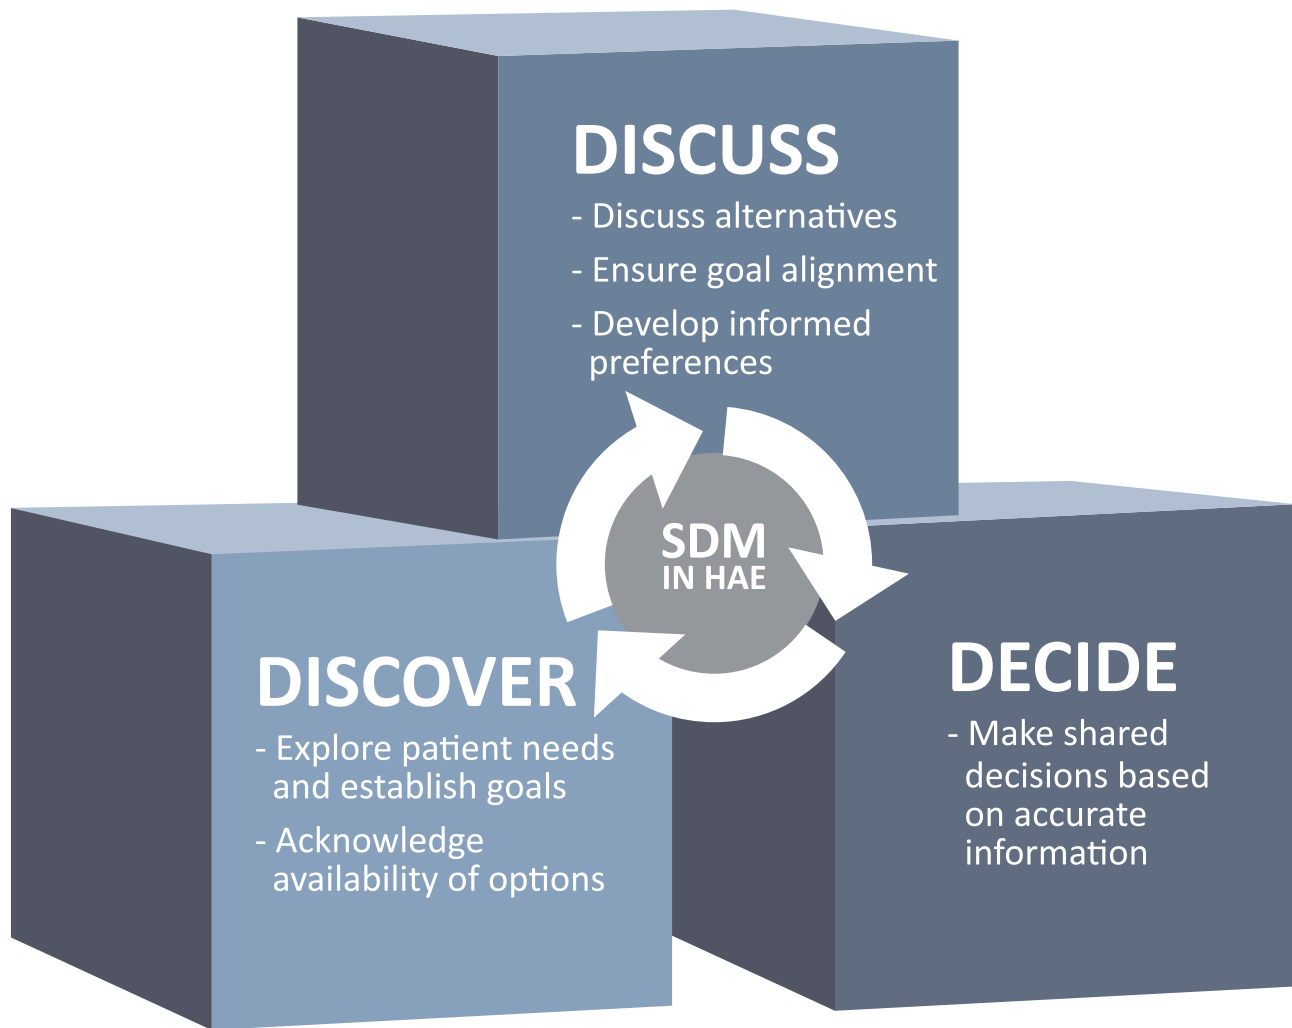 DISCUSS
- Discuss alternatives
- Ensure goal alignment
- Develop informed
preferences
SDM
IN HAE
DISCOVER
- Explore patient needs
and establish goals
- Acknowledge
availability of options
DECIDE
- Make shared
decisions based
on accurate
information